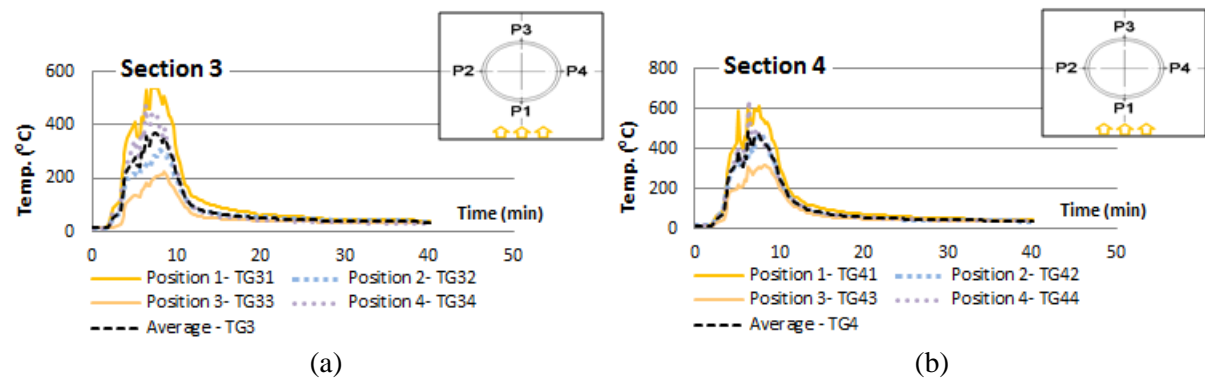 Section 3
P3
P2
P4
P1
600
400
200
0
Temp. (°C)
Time (min)
0 10 20 30 40 50
Position 1- TG31 Position 2- TG32
Position 3- TG33 Position 4- TG34
Average - TG3
(a)
Section 4
P3
P2
P4
P1
800
600
400
200
0
Temp. (°C)
Time (min)
0 10 20 30 40 50
Position 1- TG41 Position 2- TG42
Position 3- TG43 Position 4- TG44
Average - TG4
(b)